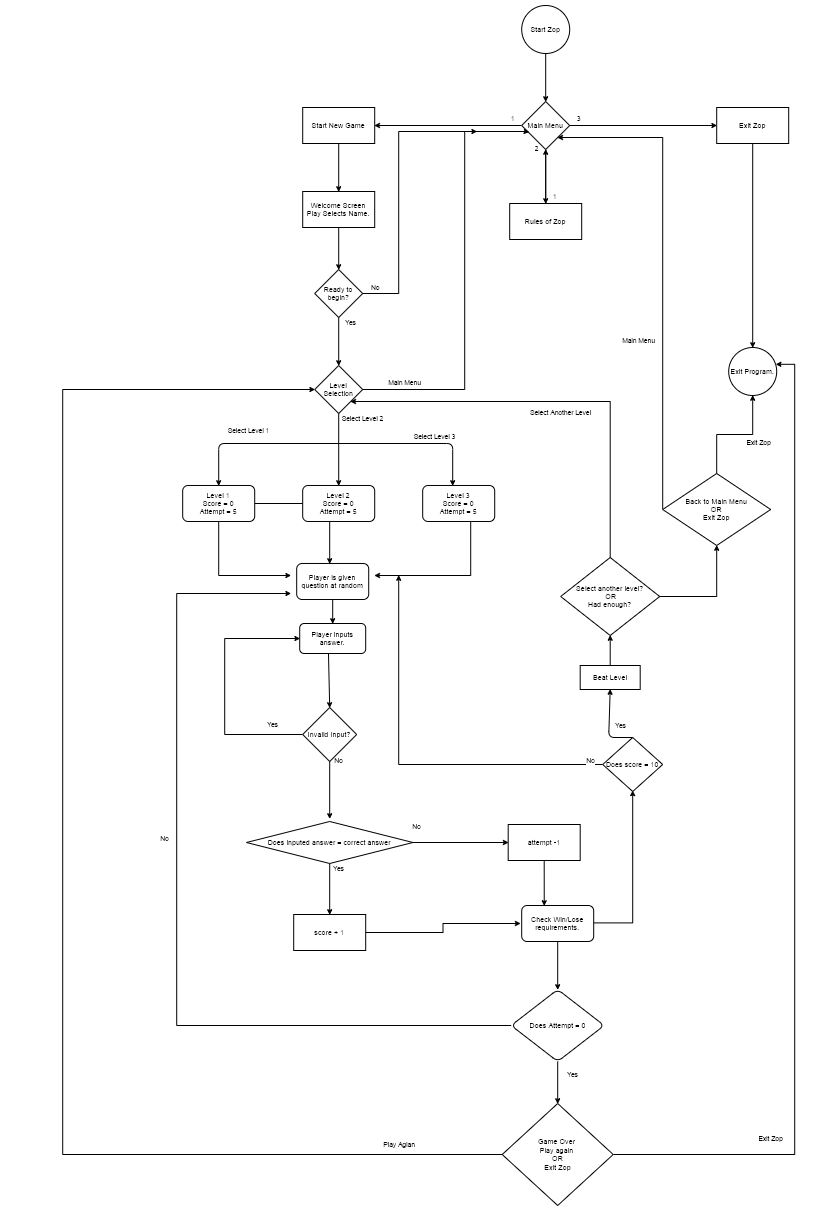 Start Zop
Start New Game
1
Main Menu
3
Exit Zop
2
1
Welcome Screen
Play Selects Name.
Rules of Zop
Ready to
begin?
No
Yes
Main Menu
Exit Program.
Level
Selection
Main Menu
Select Another Level
Select Level 2
Select Level 1
Select Level 3
Exit Zop
Level 1
Score = 0
Attempt = 5
Level 2
Score = 0
Attempt = 5
Level 3
Score = 0
Attempt = 5
Back to Main Menu
OR
Exit Zop
Player is given
question at random
Select another level?
OR
Had enough?
Player inputs
answer.
Beat Level
Yes
Yes
Invalid input?
No
No
Does score = 10
No
No
Does inputed answer = correct answer
attempt -1
Yes
score + 1
Check Win/Lose
requirements.
Does Attempt = 0
Yes
Play Agian
Game Over
Play again
OR
Exit Zop
Exit Zop